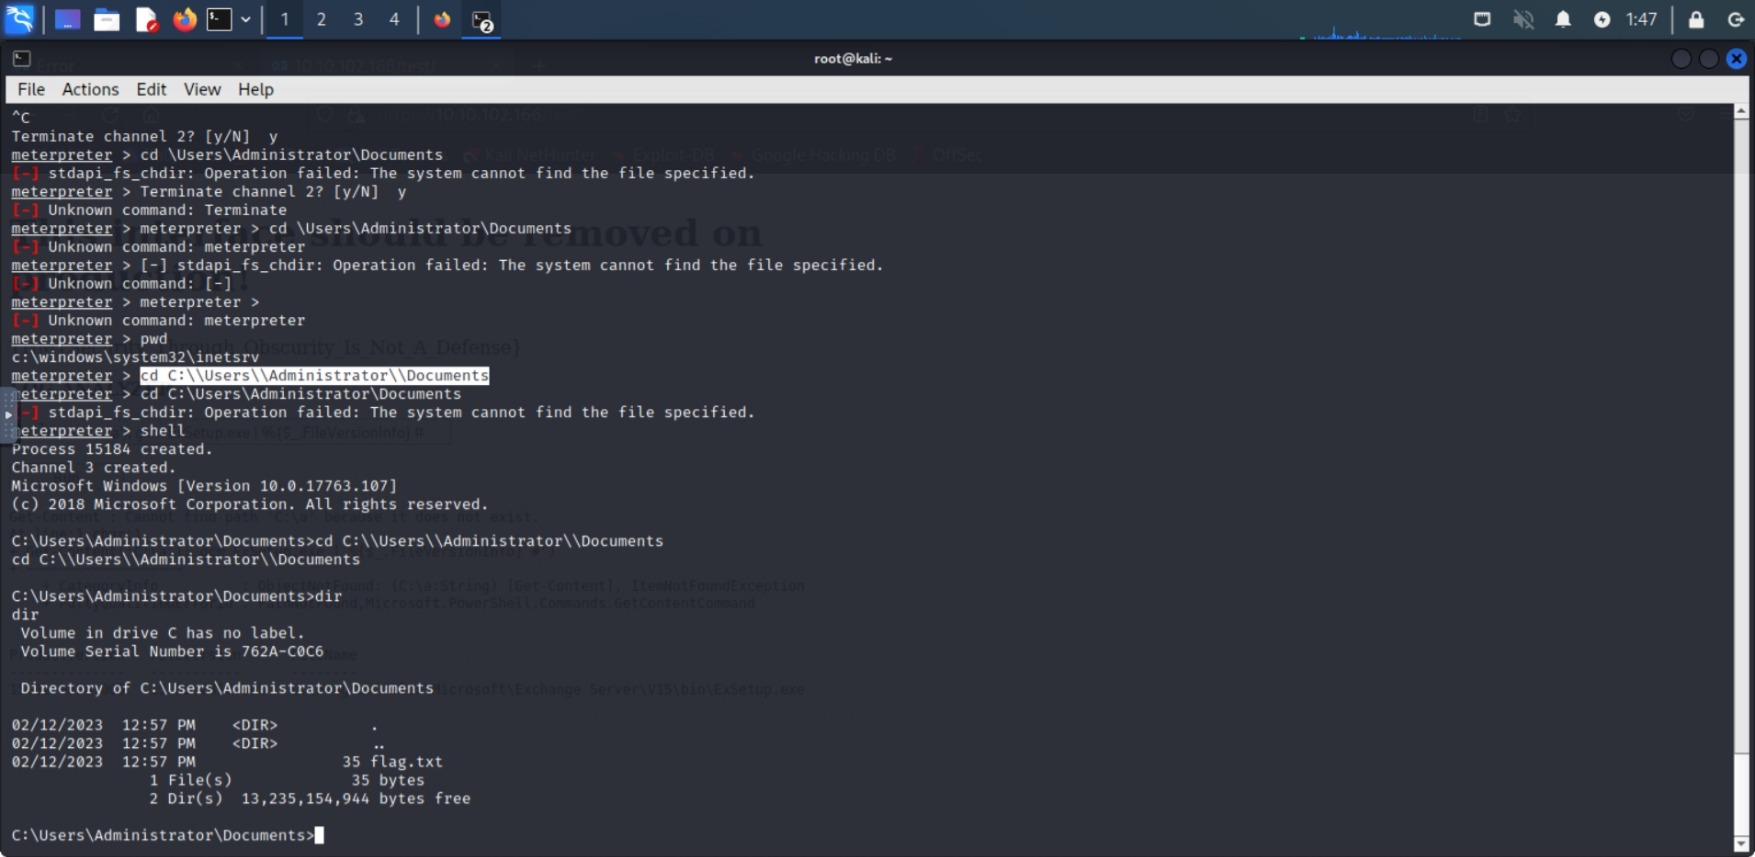 1 2 3 4 2 1:47
root@kali: ~
File Actions Edit View Help
^C
Terminate channel 2? [y/N]  y
meterpreter > cd \Users\Administrator\Documents
[-] stdapi_fs_chdir: Operation failed: The system cannot find the file specified.
meterpreter > Terminate channel 2? [y/N]  y
[-] Unknown command: Terminate
meterpreter > meterpreter > cd \Users\Administrator\Documents
[-] Unknown command: meterpreter
meterpreter > [-] stdapi_fs_chdir: Operation failed: The system cannot find the file specified.
[-] Unknown command: [-]
meterpreter > meterpreter >
[-] Unknown command: meterpreter
meterpreter > pwd
c:\windows\system32\inetsrv
meterpreter > cd C:\\Users\\Administrator\\Documents
meterpreter > cd C:\Users\Administrator\Documents
[-] stdapi_fs_chdir: Operation failed: The system cannot find the file specified.
meterpreter > shell
Process 15184 created.
Channel 3 created.
Microsoft Windows [Version 10.0.17763.107]
(c) 2018 Microsoft Corporation. All rights reserved.
C:\Users\Administrator\Documents>cd C:\\Users\\Administrator\\Documents
cd C:\\Users\\Administrator\\Documents
C:\Users\Administrator\Documents>dir
dir
 Volume in drive C has no label.
 Volume Serial Number is 762A-C0C6
 Directory of C:\Users\Administrator\Documents
02/12/2023  12:57 PM    <DIR>          .
02/12/2023  12:57 PM    <DIR>          ..
02/12/2023  12:57 PM                35 flag.txt
               1 File(s)             35 bytes
               2 Dir(s)  13,235,154,944 bytes free
C:\Users\Administrator\Documents>